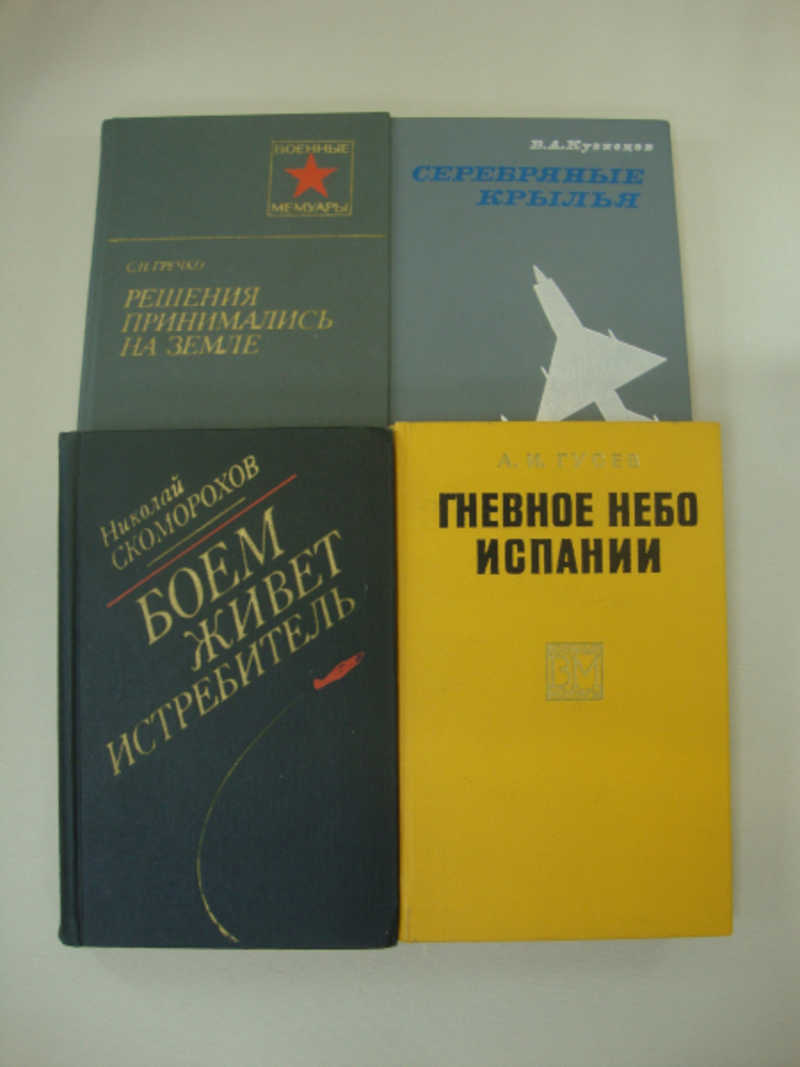 ВОЕННЫЕ
МЕМУАРЫ
С.Н. ГРЕЧКО
РЕШЕНИЯ
ПРИНИМАЛИСЬ
НА ЗЕМЛЕ
В.А.Кузнецов
СЕРЕБРЯНЫЕ
КРЫЛЬЯ
Николай
СКОМОРОХОВ
БОЕМ
ЖИВЕТ
ИСТРЕБИТЕЛЬ
А. И. ГУСЕВ
ГНЕВНОЕ НЕБО
ИСПАНИИ
ВМ